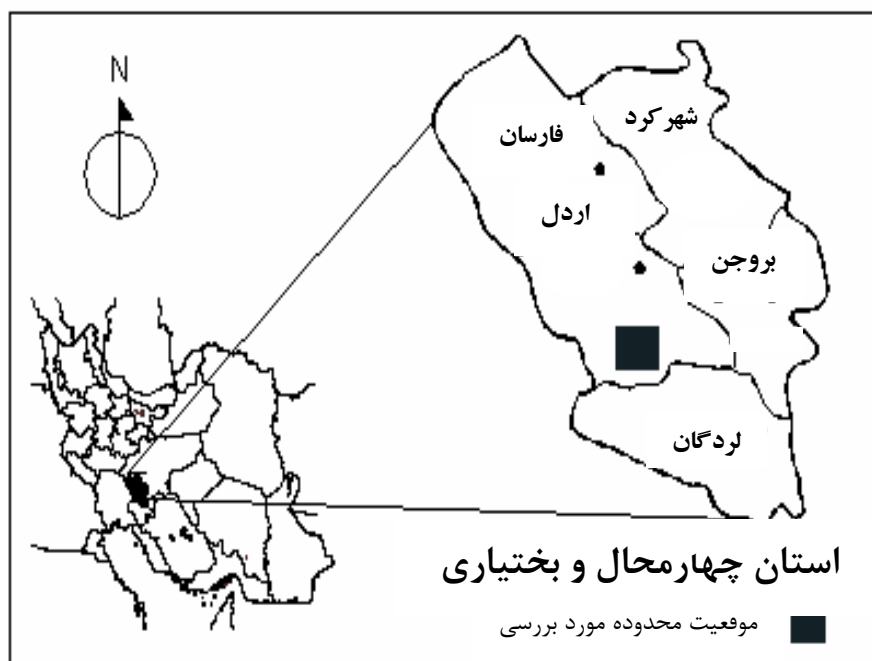 N
شهرکرد
فارسان
اردل
بروجن
لردگان
استان چهارمحال و بختیاری
موقعیت محدوده مورد بررسی